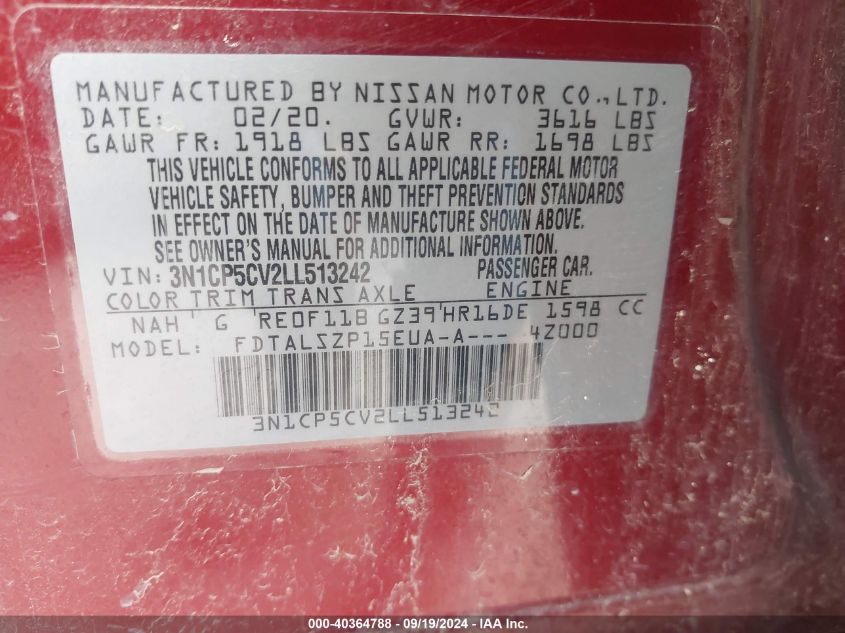 MANUFACTURED BY NISSAN MOTOR CO.,LTD.
DATE: 02/20. GVWR: 3616 LBS
GAWR FR: 1918 LBS GAWR RR: 1698 LBS
THIS VEHICLE CONFORMS TO ALL APPLICABLE FEDERAL MOTOR
VEHICLE SAFETY, BUMPER AND THEFT PREVENTION STANDARDS
IN EFFECT ON THE DATE OF MANUFACTURE SHOWN ABOVE.
SEE OWNER'S MANUAL FOR ADDITIONAL INFORMATION.
VIN: 3N1CP5CV2LL513242 PASSENGER CAR.
COLOR TRIM TRANS AXLE ENGINE
NAH G RE0F11B GZ39 HR16DE 1598 CC
MODEL: FDTALSZP15EUA-A--- 4Z000
3N1CP5CV2LL513242
000-40364788 - 09/19/2024 - IAA Inc.